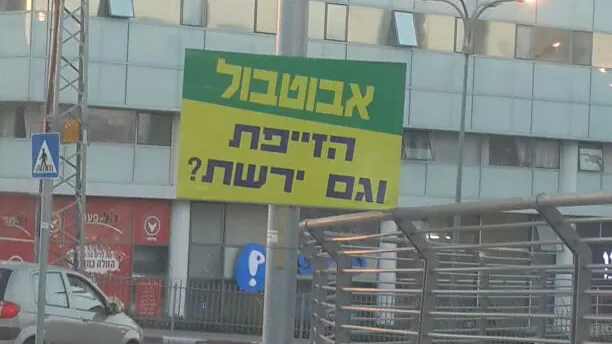 אבוטבול
הזייפת
וגם ירשת?